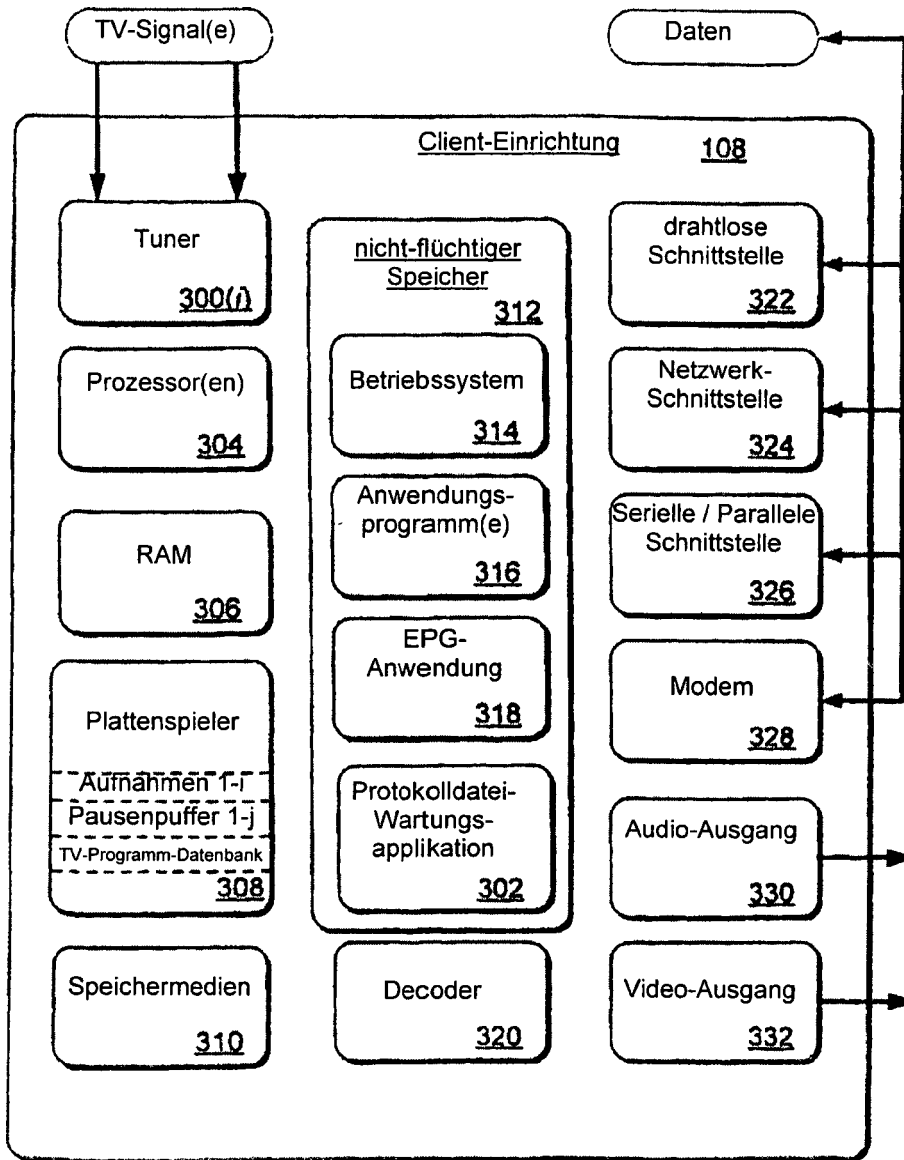 TV-Signal(e)
Daten
Client-Einrichtung 108
Tuner
300(i)
Prozessor(en)
304
RAM
306
Plattenspieler
Aufnahmen 1-i
Pausenpuffer 1-j
TV-Programm-Datenbank
308
Speichermedien
310
nicht-flüchtiger
Speicher
312
Betriebssystem
314
Anwendungs-
programm(e)
316
EPG-
Anwendung
318
Protokolldatei-
Wartungs-
applikation
302
Decoder
320
drahtlose
Schnittstelle
322
Netzwerk-
Schnittstelle
324
Serielle / Parallele
Schnittstelle
326
Modem
328
Audio-Ausgang
330
Video-Ausgang
332